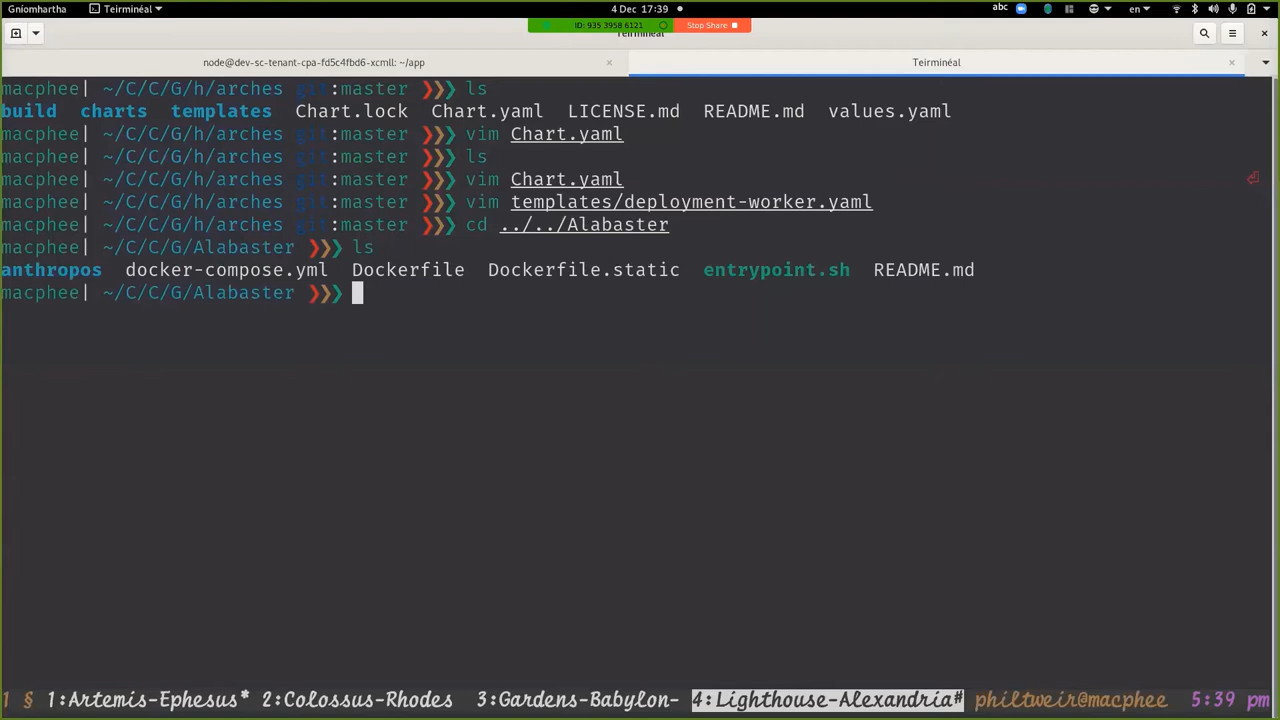 Gníomhartha Teirminéal 4 Dec 17:39 abc en
ID: 935 3958 6121 Stop Share
Teirminéal
node@dev-sc-tenant-cpa-fd5c4fbd6-xcmll: ~/app × Teirminéal ×
macphee| ~/C/C/G/h/arches git:master ❯❯❯ ls
build charts templates Chart.lock Chart.yaml LICENSE.md README.md values.yaml
macphee| ~/C/C/G/h/arches git:master ❯❯❯ vim Chart.yaml
macphee| ~/C/C/G/h/arches git:master ❯❯❯ ls
macphee| ~/C/C/G/h/arches git:master ❯❯❯ vim Chart.yaml ⏎
macphee| ~/C/C/G/h/arches git:master ❯❯❯ vim templates/deployment-worker.yaml
macphee| ~/C/C/G/h/arches git:master ❯❯❯ cd ../../Alabaster
macphee| ~/C/C/G/Alabaster ❯❯❯ ls
anthropos docker-compose.yml Dockerfile Dockerfile.static entrypoint.sh README.md
macphee| ~/C/C/G/Alabaster ❯❯❯
1 § 1:Artemis-Ephesus* 2:Colossus-Rhodes 3:Gardens-Babylon- 4:Lighthouse-Alexandria# philtweir@macphee 5:39 pm